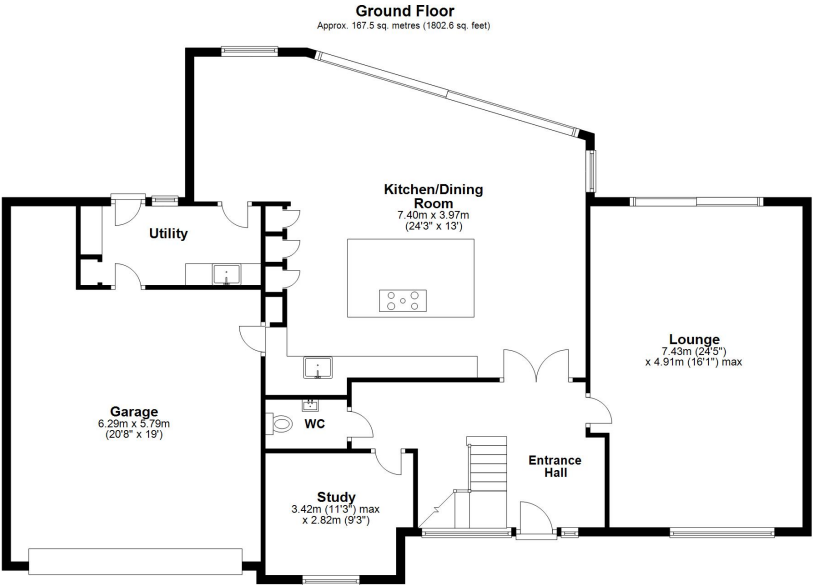 Ground Floor
Approx. 167.5 sq. metres (1802.6 sq. feet)
Kitchen/Dining
Room
7.40m x 3.97m
(24'3" x 13')
Utility
Lounge
7.43m (24'5")
x 4.91m (16'1") max
Garage
6.29m x 5.79m
(20'8" x 19')
WC
Entrance
Hall
Study
3.42m (11'3") max
x 2.82m (9'3")